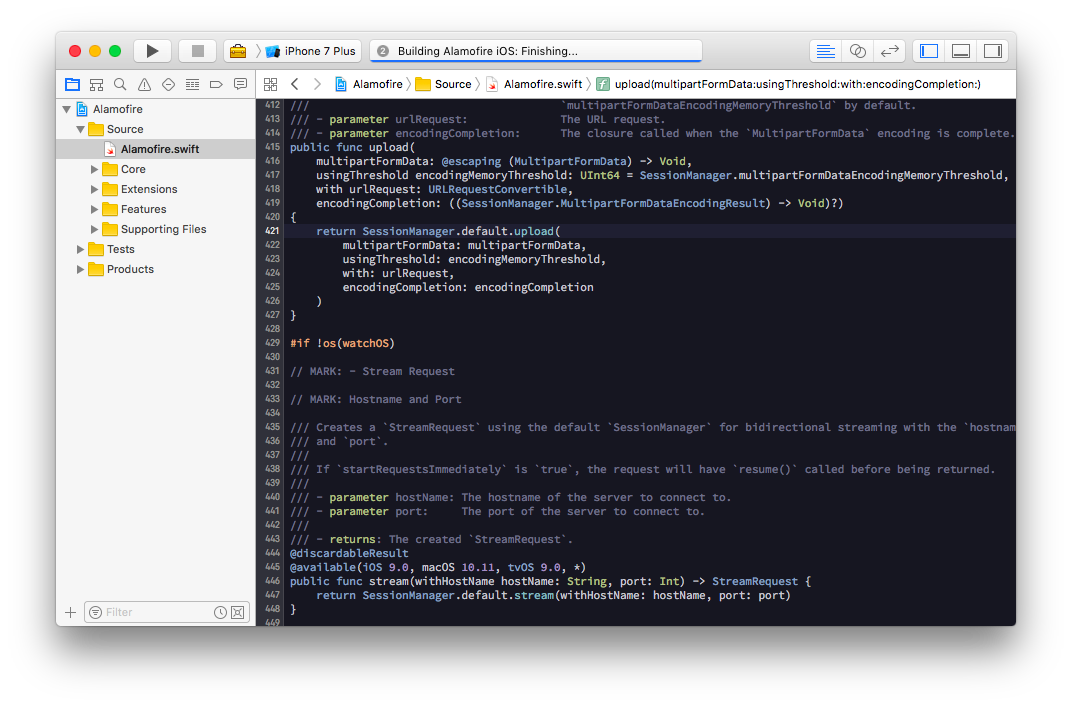 iPhone 7 Plus
2 Building Alamofire iOS: Finishing...
Alamofire Source Alamofire.swift f upload(multipartFormData:usingThreshold:with:encodingCompletion:)
Alamofire
Source
Alamofire.swift
Core
Extensions
Features
Supporting Files
Tests
Products
Filter
412 /// `multipartFormDataEncodingMemoryThreshold` by default.
413 /// - parameter urlRequest: The URL request.
414 /// - parameter encodingCompletion: The closure called when the `MultipartFormData` encoding is complete.
415 public func upload(
416 multipartFormData: @escaping (MultipartFormData) -> Void,
417 usingThreshold encodingMemoryThreshold: UInt64 = SessionManager.multipartFormDataEncodingMemoryThreshold,
418 with urlRequest: URLRequestConvertible,
419 encodingCompletion: ((SessionManager.MultipartFormDataEncodingResult) -> Void)?)
420 {
421 return SessionManager.default.upload(
422 multipartFormData: multipartFormData,
423 usingThreshold: encodingMemoryThreshold,
424 with: urlRequest,
425 encodingCompletion: encodingCompletion
426 )
427 }
428
429 #if !os(watchOS)
430
431 // MARK: - Stream Request
432
433 // MARK: Hostname and Port
434
435 /// Creates a `StreamRequest` using the default `SessionManager` for bidirectional streaming with the `hostnam
436 /// and `port`.
437 ///
438 /// If `startRequestsImmediately` is `true`, the request will have `resume()` called before being returned.
439 ///
440 /// - parameter hostName: The hostname of the server to connect to.
441 /// - parameter port: The port of the server to connect to.
442 ///
443 /// - returns: The created `StreamRequest`.
444 @discardableResult
445 @available(iOS 9.0, macOS 10.11, tvOS 9.0, *)
446 public func stream(withHostName hostName: String, port: Int) -> StreamRequest {
447 return SessionManager.default.stream(withHostName: hostName, port: port)
448 }
449